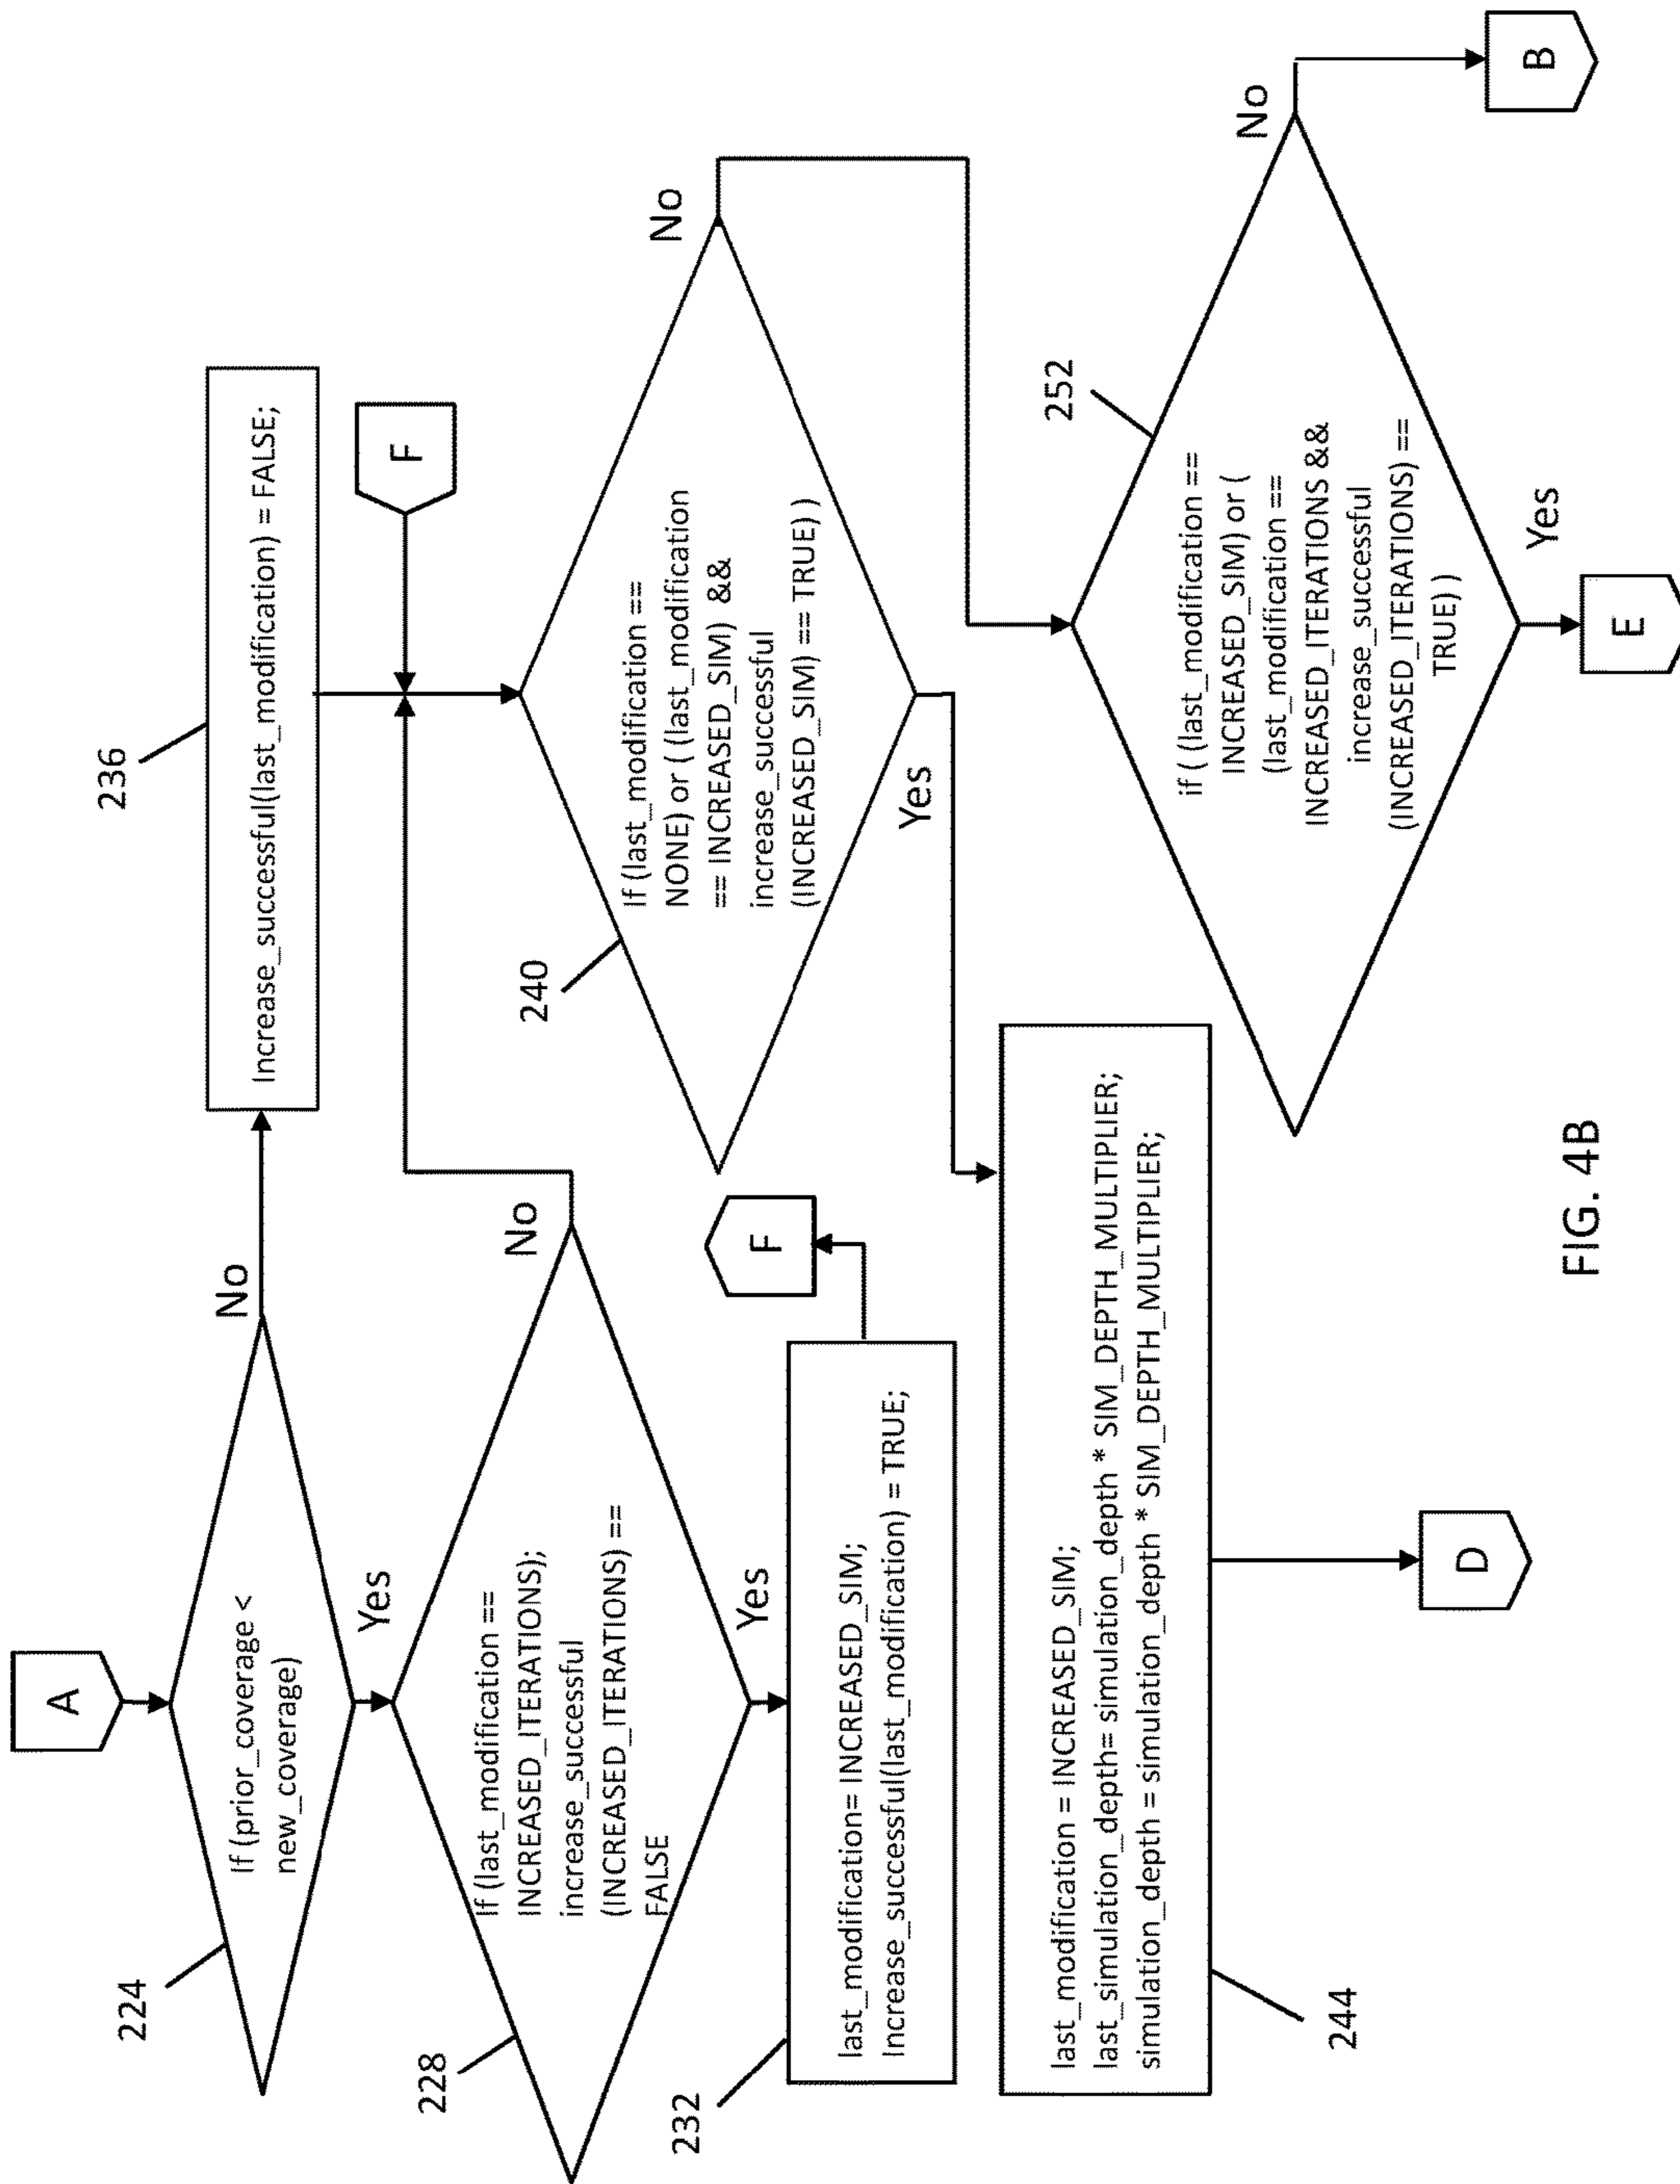 A
If (prior_coverage <
new_coverage)
224
No
Yes
236
Increase_successful(last_modification) = FALSE;
If (last_modification ==
INCREASED_ITERATIONS);
increase_successful
(INCREASED_ITERATIONS) ==
FALSE
228
No
Yes
F
last_modification= INCREASED_SIM;
Increase_successful(last_modification) = TRUE;
232
F
If (last_modification ==
NONE) or ( (last_modification
== INCREASED_SIM) &&
increase_successful
(INCREASED_SIM) == TRUE) )
240
No
Yes
last_modification = INCREASED_SIM;
last_simulation_depth= simulation_depth * SIM_DEPTH_MULTIPLIER;
simulation_depth = simulation_depth * SIM_DEPTH_MULTIPLIER;
244
D
if ( (last_modification ==
INCREASED_SIM) or (
(last_modification ==
INCREASED_ITERATIONS &&
increase_successful
(INCREASED_ITERATIONS) ==
TRUE) )
252
No
Yes
B
E
FIG. 4B